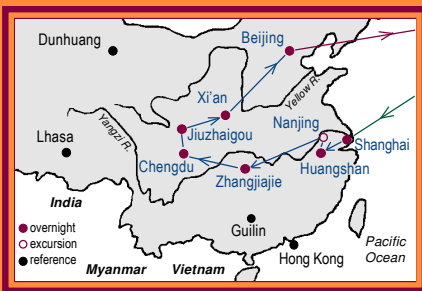 Dunhuang
Beijing
Xi'an
Yellow R.
Nanjing
Yangzi R.
Jiuzhaigou
Shanghai
Lhasa
Chengdu
Huangshan
Zhangjiajie
India
overnight
excursion
Guilin
reference
Pacific
Ocean
Hong Kong
Myanmar
Vietnam